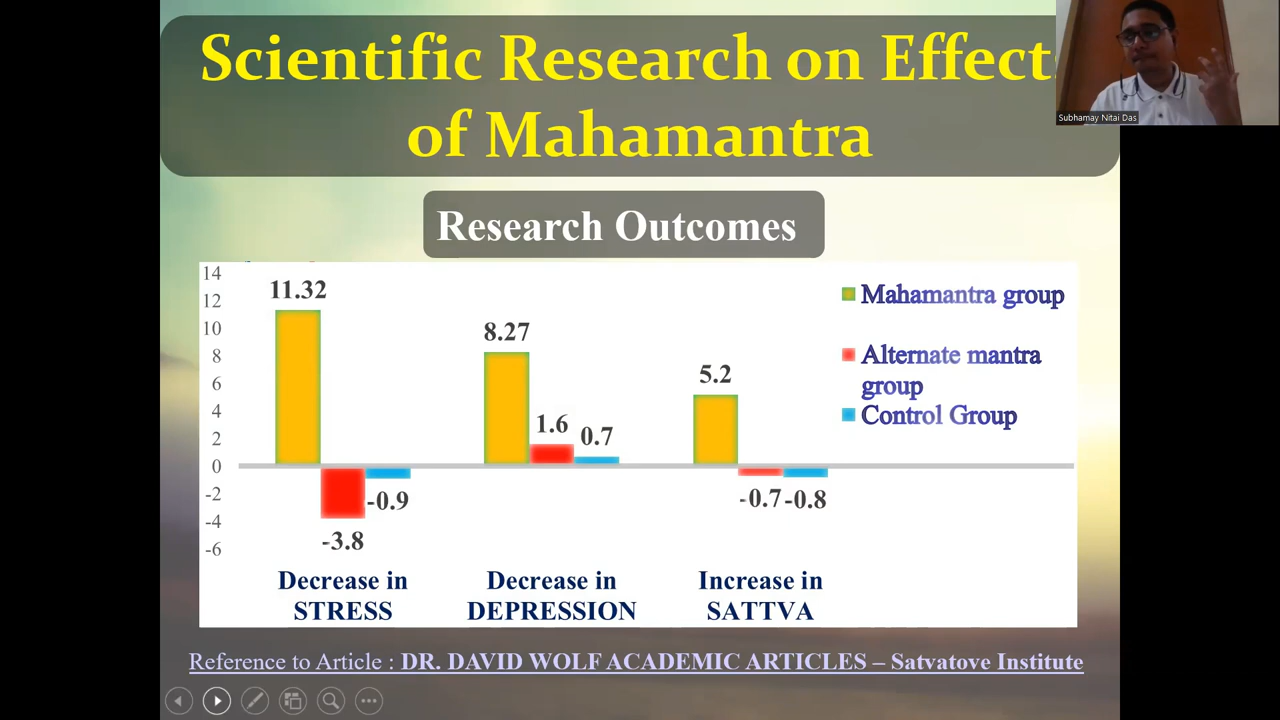 Scientific Research on Effect
of Mahamantra
Subhamay Nitai Das
Research Outcomes
14
12
10
8
6
4
2
0
-2
-4
-6
11.32
-3.8
-0.9
8.27
1.6
0.7
5.2
-0.7
-0.8
Mahamantra group
Alternate mantra
group
Control Group
Decrease in
STRESS
Decrease in
DEPRESSION
Increase in
SATTVA
Reference to Article : DR. DAVID WOLF ACADEMIC ARTICLES – Satvatove Institute